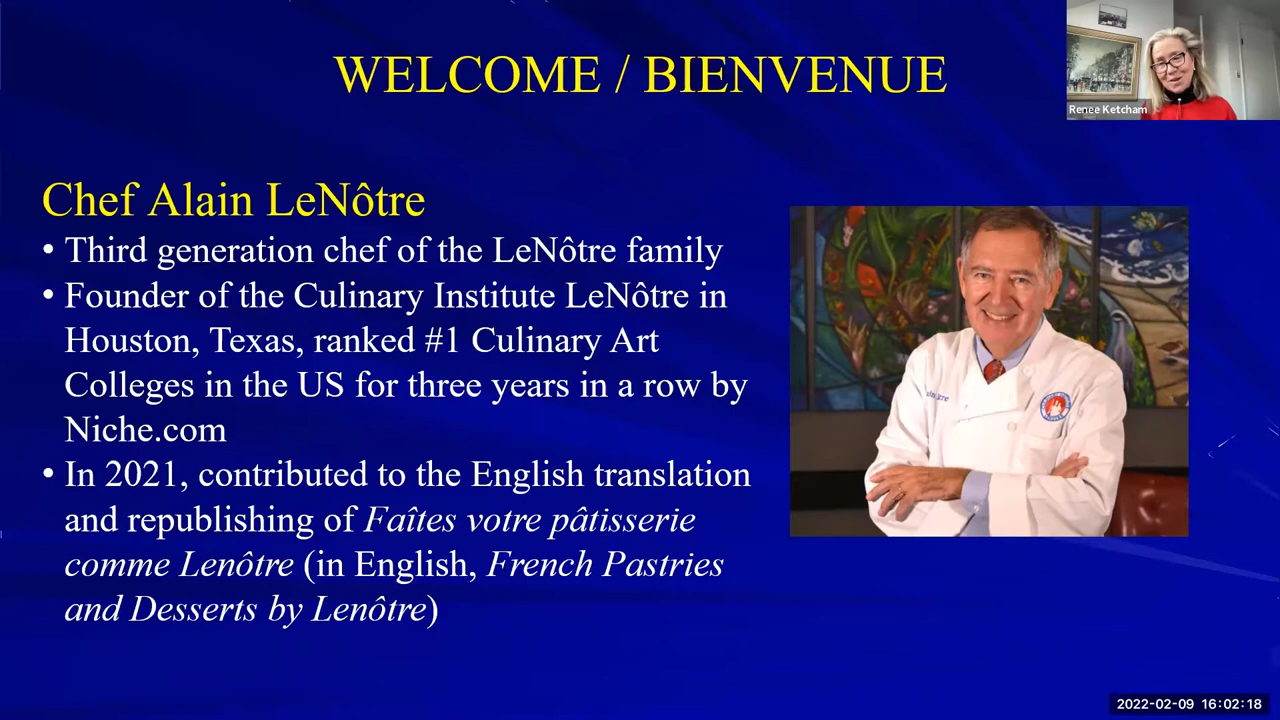 WELCOME / BIENVENUE
Renee Ketcham
Chef Alain LeNôtre
• Third generation chef of the LeNôtre family
• Founder of the Culinary Institute LeNôtre in
Houston, Texas, ranked #1 Culinary Art
Colleges in the US for three years in a row by
Niche.com
• In 2021, contributed to the English translation
and republishing of Faîtes votre pâtisserie
comme Lenôtre (in English, French Pastries
and Desserts by Lenôtre)
2022-02-09 16:02:18